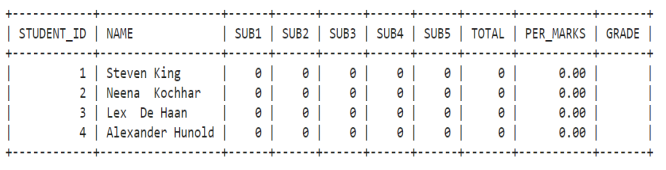 +------------+------------------+------+------+------+------+------+-------+-----------+-------+
| STUDENT_ID | NAME             | SUB1 | SUB2 | SUB3 | SUB4 | SUB5 | TOTAL | PER_MARKS | GRADE |
+------------+------------------+------+------+------+------+------+-------+-----------+-------+
|          1 | Steven King      |    0 |    0 |    0 |    0 |    0 |     0 |      0.00 |       |
|          2 | Neena  Kochhar   |    0 |    0 |    0 |    0 |    0 |     0 |      0.00 |       |
|          3 | Lex  De Haan     |    0 |    0 |    0 |    0 |    0 |     0 |      0.00 |       |
|          4 | Alexander Hunold |    0 |    0 |    0 |    0 |    0 |     0 |      0.00 |       |
+------------+------------------+------+------+------+------+------+-------+-----------+-------+